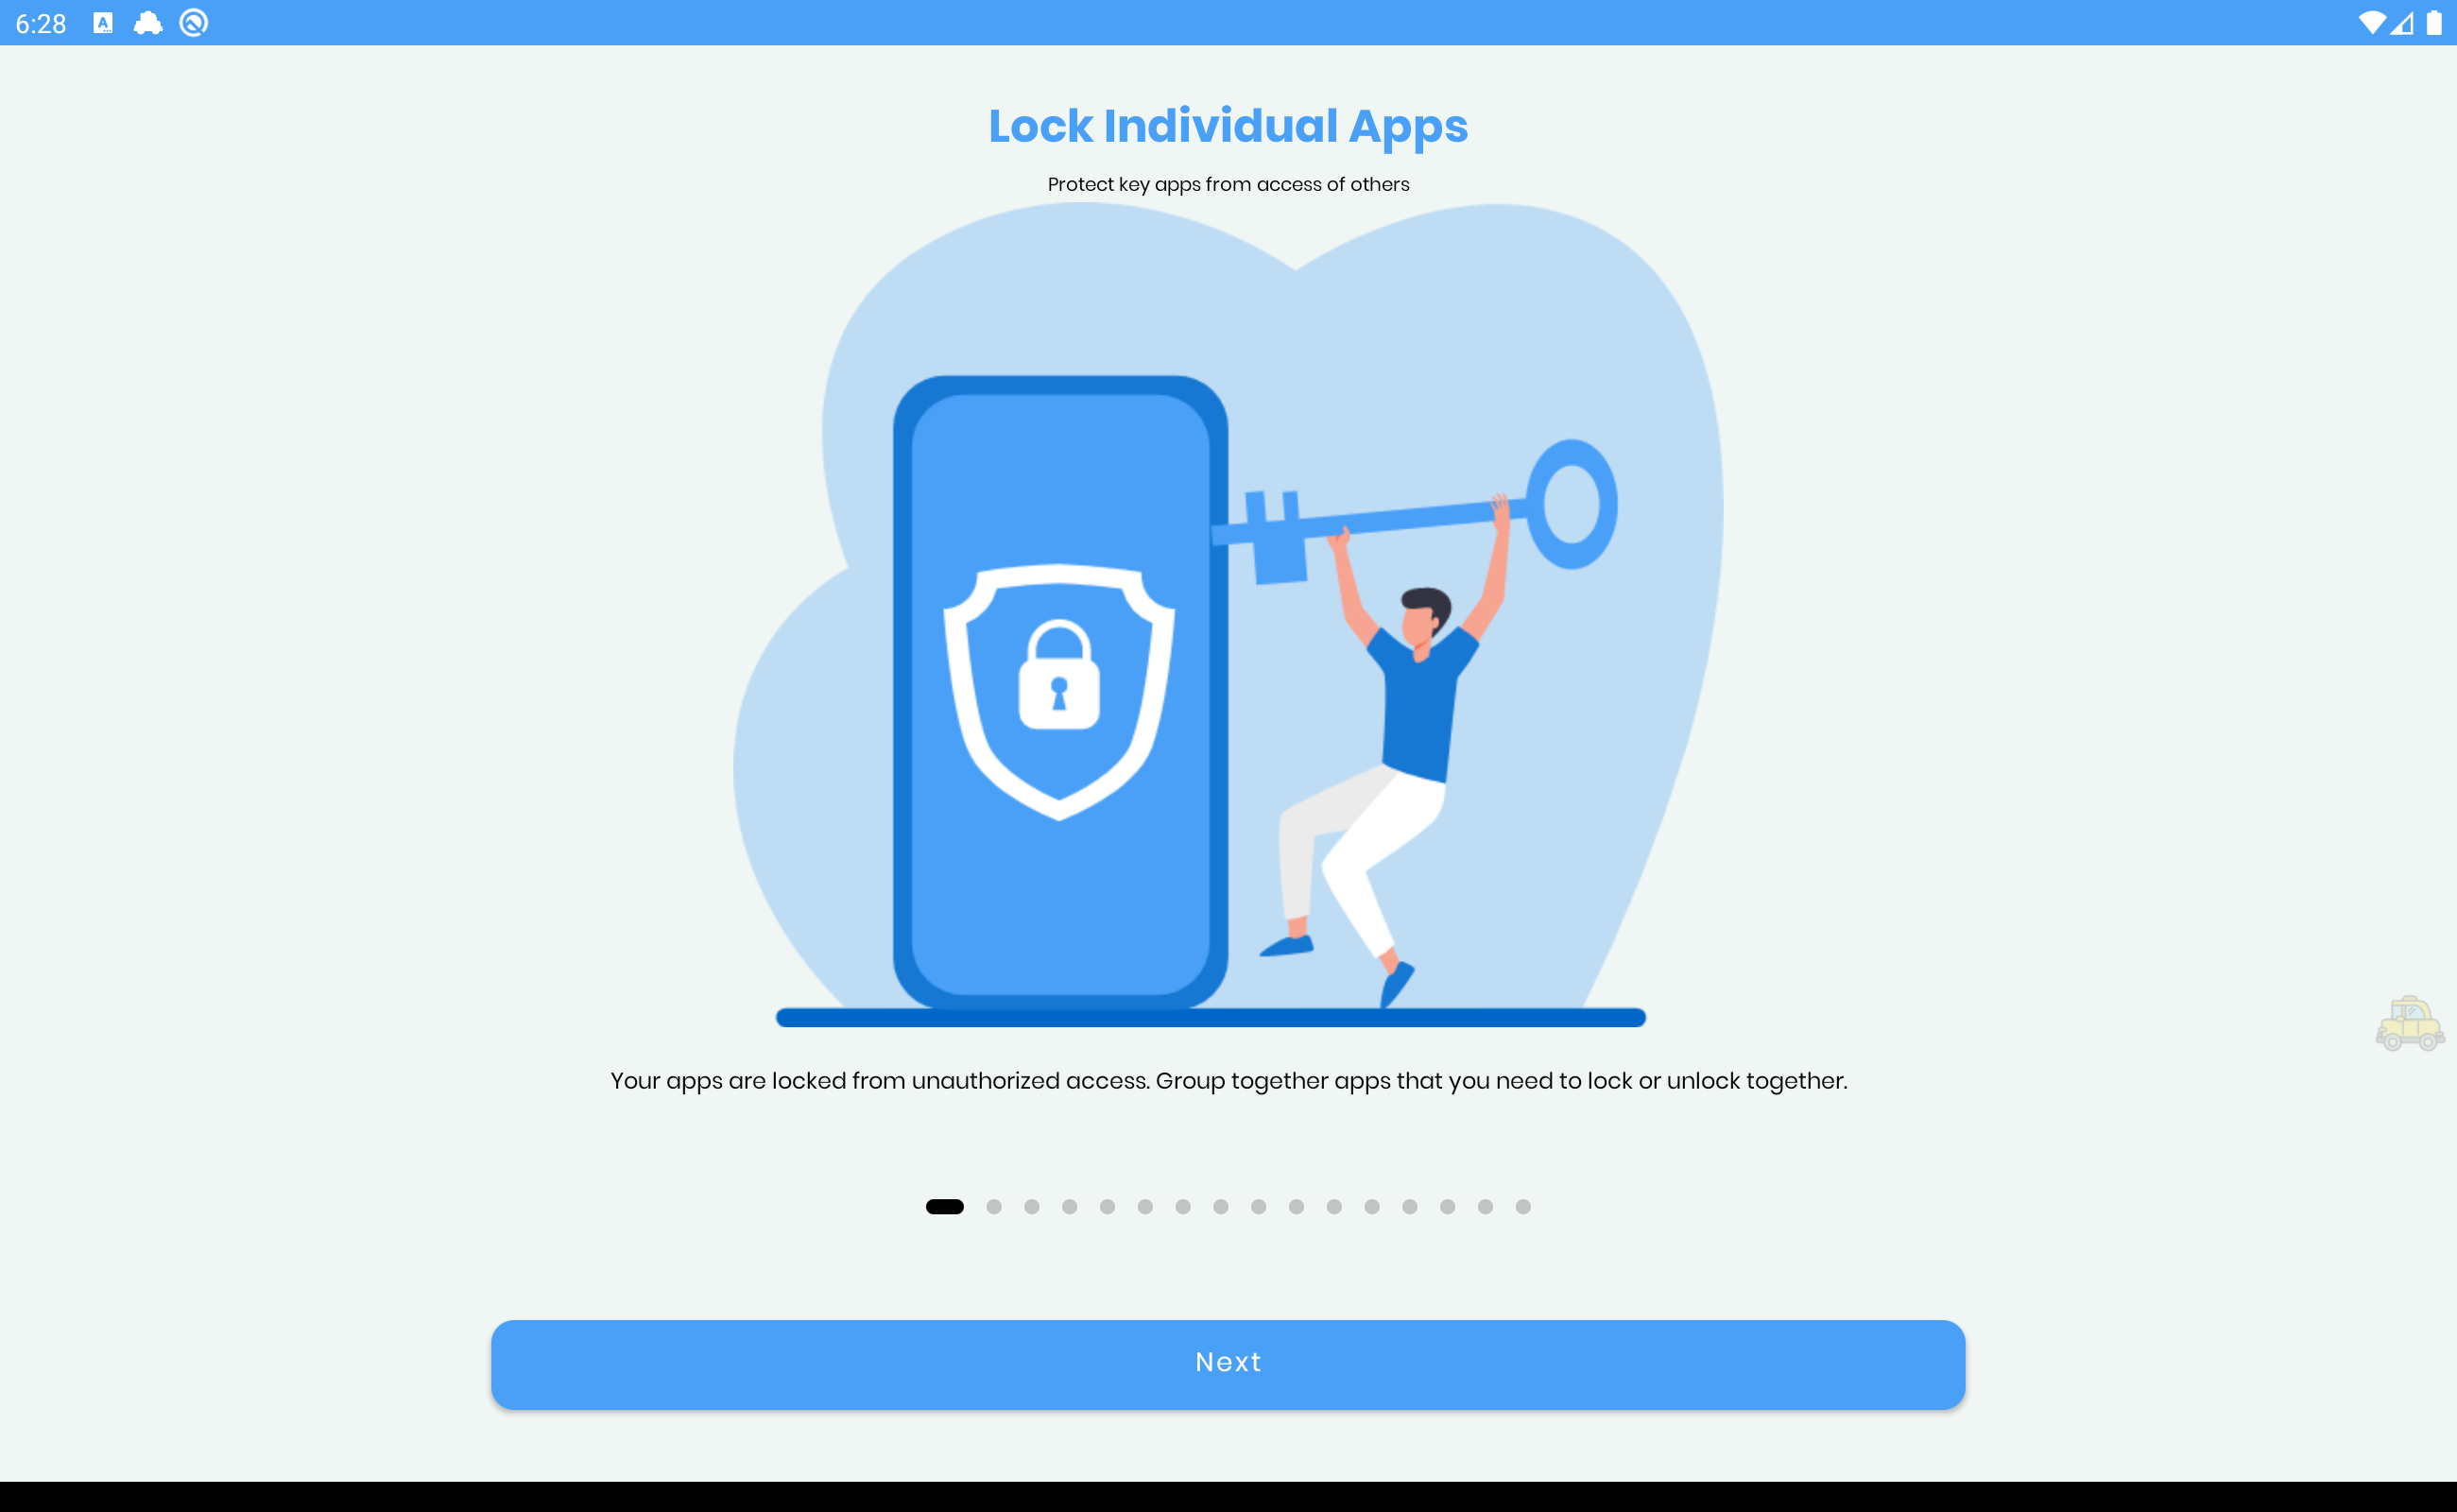 6:28
Lock Individual Apps
Protect key apps from access of others
Your apps are locked from unauthorized access. Group together apps that you need to lock or unlock together.
Next